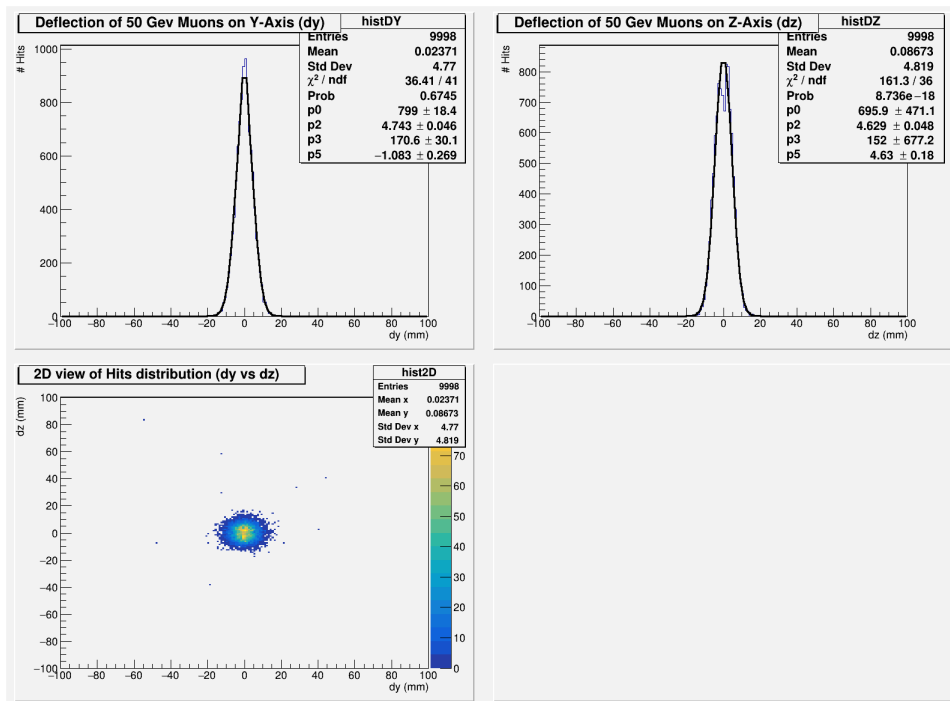 Deflection of 50 Gev Muons on Y-Axis (dy)
histDY
Entries 9998
Mean 0.02371
Std Dev 4.77
χ² / ndf 36.41 / 41
Prob 0.6745
p0 799 ± 18.4
p2 4.743 ± 0.046
p3 170.6 ± 30.1
p5 −1.083 ± 0.269
# Hits
1000
800
600
400
200
0
−100 −80 −60 −40 −20 0 20 40 60 80 100
dy (mm)
Deflection of 50 Gev Muons on Z-Axis (dz)
histDZ
Entries 9998
Mean 0.08673
Std Dev 4.819
χ² / ndf 161.3 / 36
Prob 8.736e−18
p0 695.9 ± 471.1
p2 4.629 ± 0.048
p3 152 ± 677.2
p5 4.63 ± 0.18
# Hits
800
700
600
500
400
300
200
100
0
−100 −80 −60 −40 −20 0 20 40 60 80 100
dz (mm)
2D view of Hits distribution (dy vs dz)
hist2D
Entries 9998
Mean x 0.02371
Mean y 0.08673
Std Dev x 4.77
Std Dev y 4.819
dz (mm)
100
80
60
40
20
0
−20
−40
−60
−80
−100
70
60
50
40
30
20
10
0
−100 −80 −60 −40 −20 0 20 40 60 80 100
dy (mm)